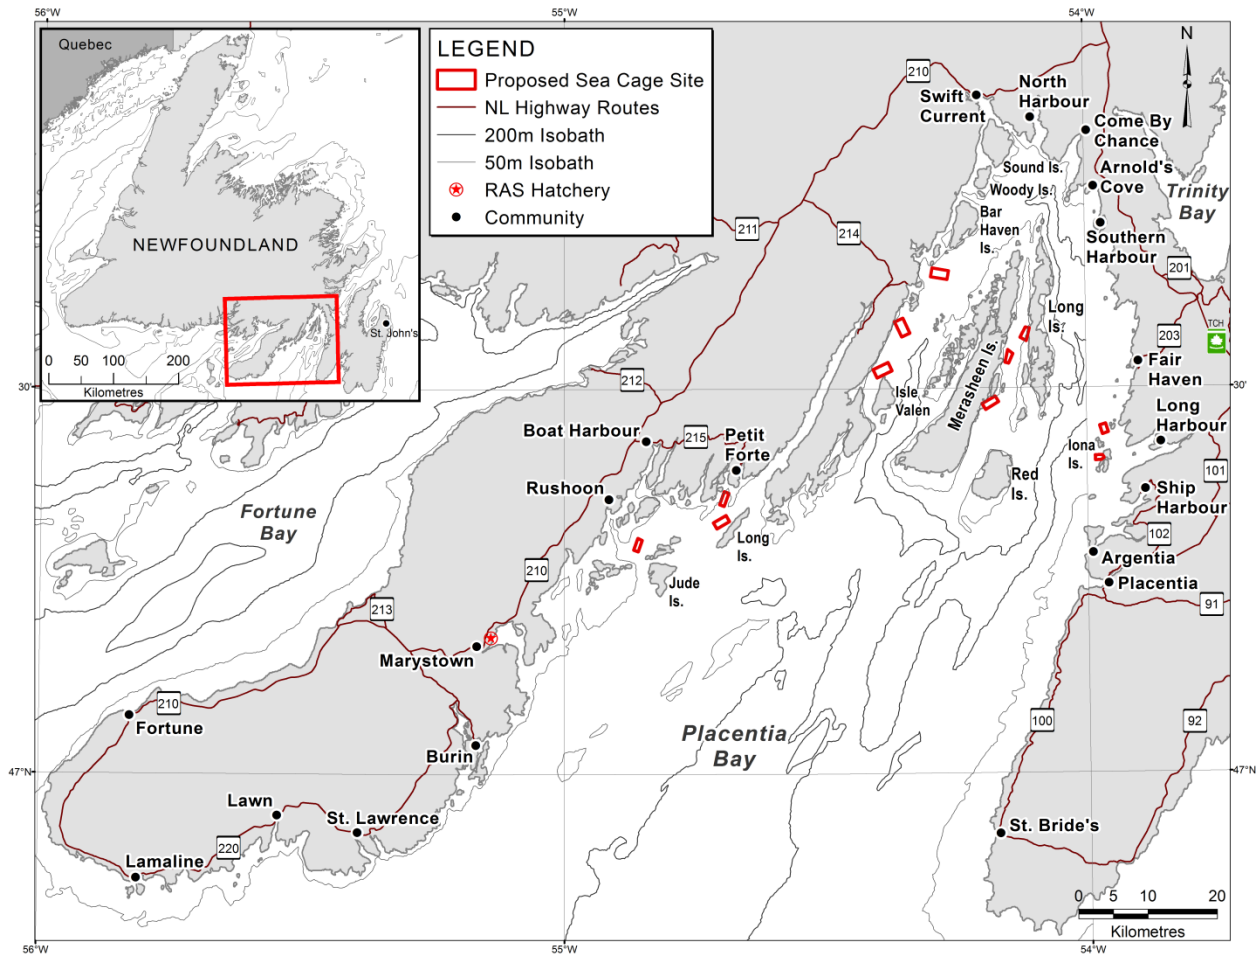 56°W
55°W
54°W
Quebec
NEWFOUNDLAND
St. John's
0 50 100 200
Kilometres
LEGEND
Proposed Sea Cage Site
NL Highway Routes
200m Isobath
50m Isobath
RAS Hatchery
Community
N
210
Swift
Current
North
Harbour
Come By
Chance
Sound Is.
Woody Is.
Arnold's
Cove
Trinity
Bay
Bar
Haven
Is.
211
214
Southern
Harbour
201
Long
Is.
TCH
203
Fair
Haven
Merasheen Is.
30'
30'
212
Isle
Valen
Long
Harbour
Boat Harbour
215
Petit
Forte
Iona
Is.
101
Red
Is.
Rushoon
Ship
Harbour
Fortune
Bay
102
Long
Is.
Argentia
210
Jude
Is.
Placentia
91
213
Marystown
210
Fortune
Placentia
Bay
100
92
Burin
47°N
47°N
Lawn
St. Lawrence
St. Bride's
220
Lamaline
0 5 10 20
Kilometres
56°W
55°W
54°W